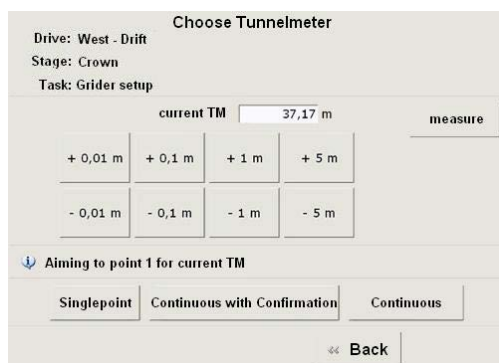 Choose Tunnelmeter
Drive: West - Drift
Stage: Crown
Task: Grider setup
current TM 37,17 m
measure
+ 0,01 m + 0,1 m + 1 m + 5 m
- 0,01 m - 0,1 m - 1 m - 5 m
Aiming to point 1 for current TM
Singlepoint Continuous with Confirmation Continuous
« Back